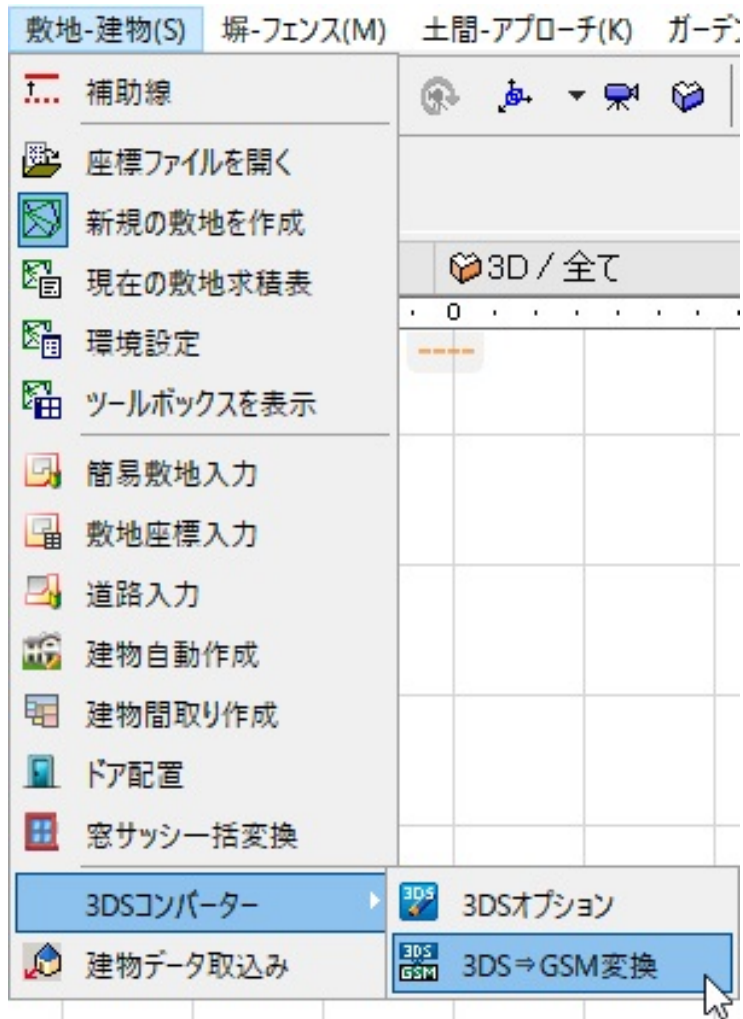 敷地-建物(S) 塀-フェンス(M) 土間-アプローチ(K) ガーデン
補助線
座標ファイルを開く
新規の敷地を作成
現在の敷地求積表
環境設定
ツールボックスを表示
簡易敷地入力
敷地座標入力
道路入力
建物自動作成
建物間取り作成
ドア配置
窓サッシ一括変換
3DSコンバーター
建物データ取込み
3DS 3DSオプション
3DS GSM 3DS⇒GSM変換
3D / 全て
0